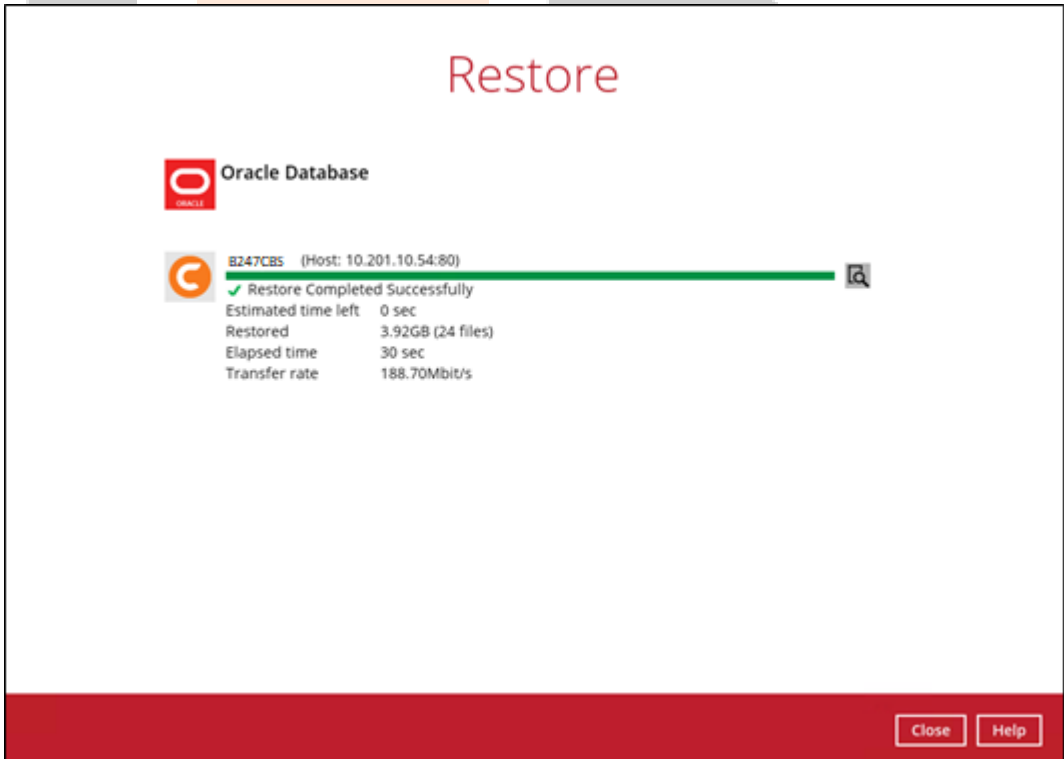 Restore
Oracle Database
ORACLE
B247CBS (Host: 10.201.10.54:80)
Restore Completed Successfully
Estimated time left 0 sec
Restored 3.92GB (24 files)
Elapsed time 30 sec
Transfer rate 188.70Mbit/s
Close Help